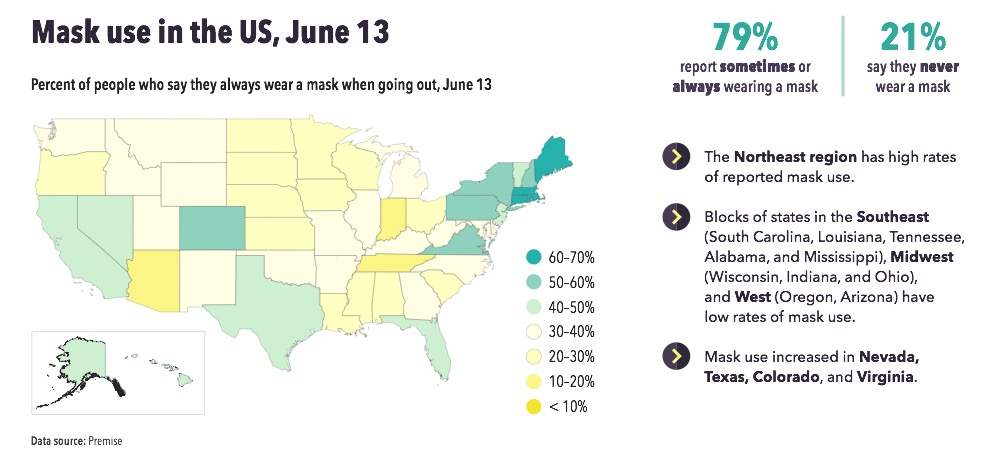 Mask use in the US, June 13
Percent of people who say they always wear a mask when going out, June 13
79%
report sometimes or
always wearing a mask
21%
say they never
wear a mask
The Northeast region has high rates
of reported mask use.
Blocks of states in the Southeast
(South Carolina, Louisiana, Tennessee,
Alabama, and Mississippi), Midwest
(Wisconsin, Indiana, and Ohio),
and West (Oregon, Arizona) have
low rates of mask use.
Mask use increased in Nevada,
Texas, Colorado, and Virginia.
60–70%
50–60%
40–50%
30–40%
20–30%
10–20%
< 10%
Data source: Premise